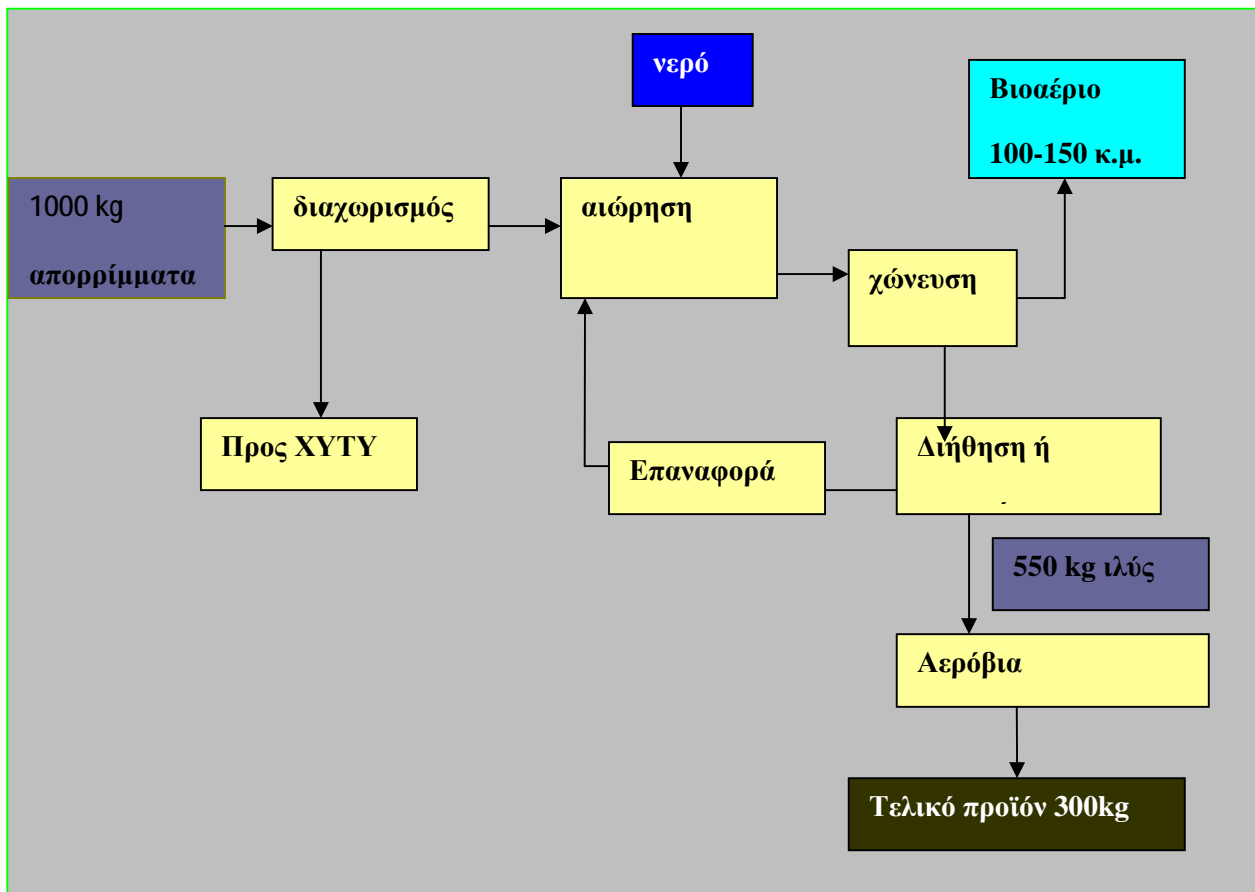 νερό
Βιοαέριο
100-150 κ.μ.
1000 kg
απορρίμματα
διαχωρισμός
αιώρηση
χώνευση
Προς ΧΥΤΥ
Επαναφορά
Διήθηση ή
550 kg ιλύς
Αερόβια
Τελικό προϊόν 300kg